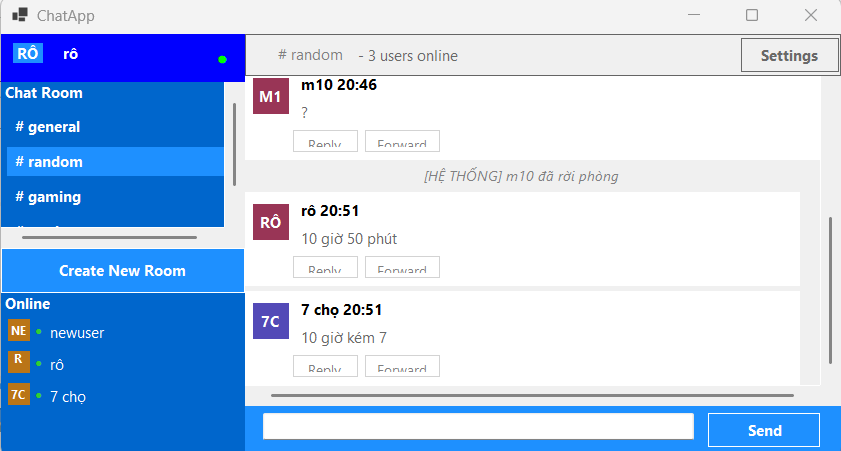 ChatApp
RÔ rô
# random - 3 users online
Settings
Chat Room
# general
# random
# gaming
Create New Room
Online
NE newuser
R rô
7C 7 chọ
M1 m10 20:46
?
Reply Forward
[HỆ THỐNG] m10 đã rời phòng
RÔ rô 20:51
10 giờ 50 phút
Reply Forward
7C 7 chọ 20:51
10 giờ kém 7
Reply Forward
Send